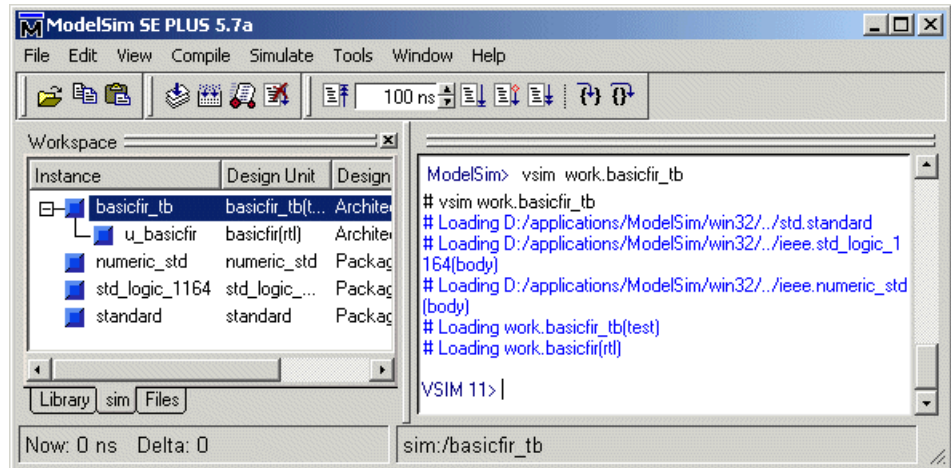 ModelSim SE PLUS 5.7a
File Edit View Compile Simulate Tools Window Help
100 ns
Workspace
Instance Design Unit Design
basicfir_tb basicfir_tb(t... Architec
u_basicfir basicfir(rtl) Architec
numeric_std numeric_std Packag
std_logic_1164 std_logic_... Packag
standard standard Packag
Library sim Files
ModelSim> vsim work.basicfir_tb
# vsim work.basicfir_tb
# Loading D:/applications/ModelSim/win32/../std.standard
# Loading D:/applications/ModelSim/win32/../ieee.std_logic_1
164(body)
# Loading D:/applications/ModelSim/win32/../ieee.numeric_std
(body)
# Loading work.basicfir_tb(test)
# Loading work.basicfir(rtl)
VSIM 11>
Now: 0 ns Delta: 0
sim:/basicfir_tb